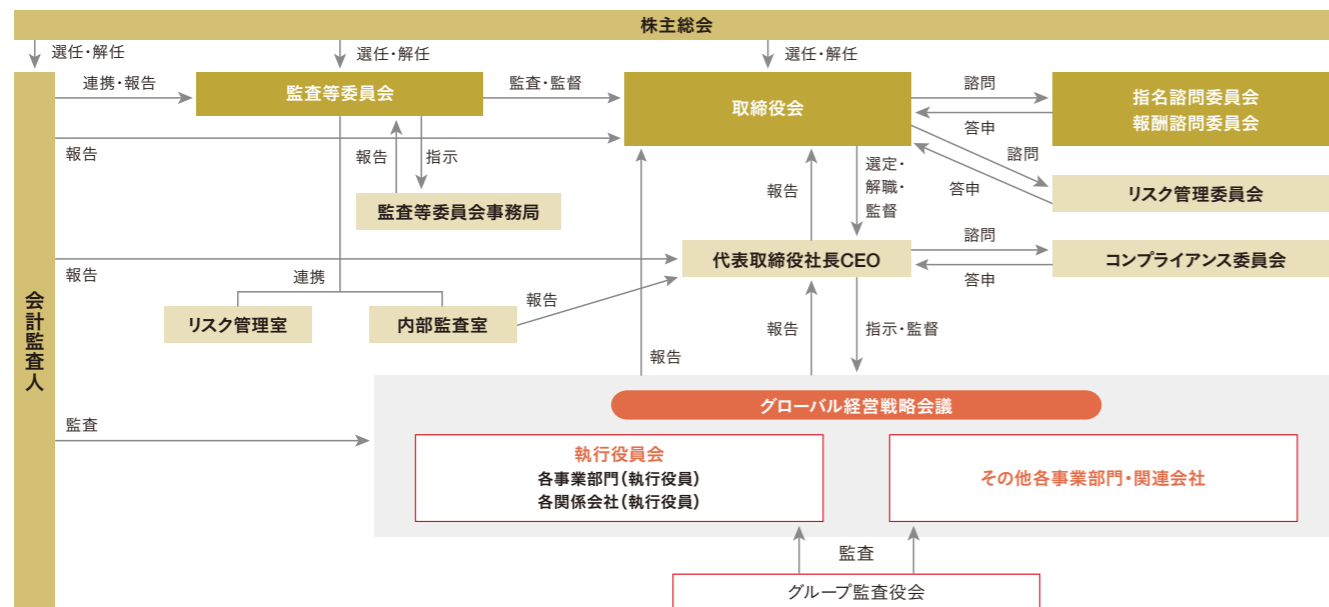 株主総会
選任・解任
選任・解任
選任・解任
会計監査人
連携・報告
監査等委員会
監査・監督
取締役会
諮問
答申
指名諮問委員会
報酬諮問委員会
報告
報告
指示
監査等委員会事務局
報告
選定・
解職・
監督
諮問
答申
リスク管理委員会
報告
代表取締役社長CEO
諮問
答申
コンプライアンス委員会
連携
リスク管理室
内部監査室
報告
報告
報告
指示・監督
監査
グローバル経営戦略会議
執行役員会
各事業部門(執行役員)
各関係会社(執行役員)
その他各事業部門・関連会社
監査
グループ監査役会